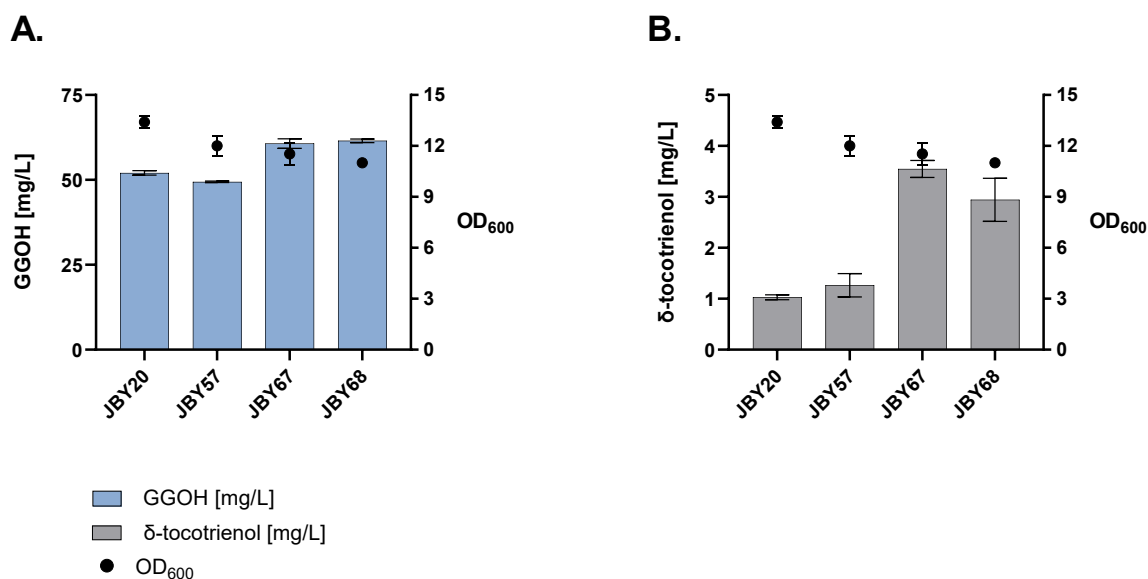 A.
75
50
25
0
GGOH [mg/L]
15
12
9
6
3
0
OD600
JBY20
JBY57
JBY67
JBY68
B.
5
4
3
2
1
0
δ-tocotrienol [mg/L]
15
12
9
6
3
0
OD600
JBY20
JBY57
JBY67
JBY68
GGOH [mg/L]
δ-tocotrienol [mg/L]
OD600